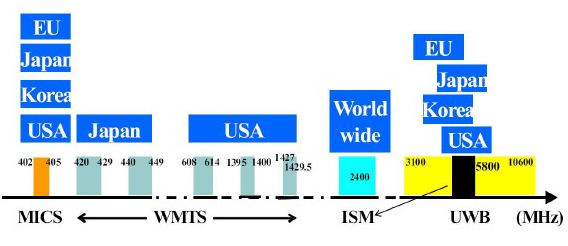 EU
EU
Japan
Japan
Korea
World
wide
Korea
USA
Japan
USA
USA
402
405
420
429
440
449
608
614
1395
1400
1427
1429.5
2400
3100
5800
10600
MICS
WMTS
ISM
UWB
(MHz)